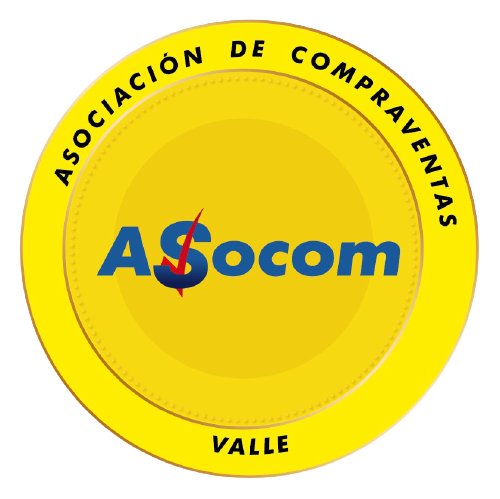 ASOCIACIÓN DE COMPRAVENTAS
ASocom
VALLE